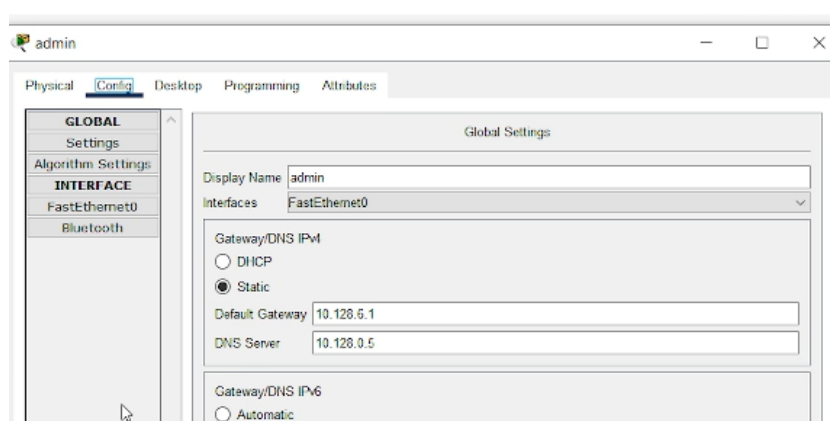 admin
Physical Config Desktop Programming Attributes
GLOBAL
Settings
Algorithm Settings
INTERFACE
FastEthernet0
Bluetooth
Global Settings
Display Name admin
Interfaces FastEthernet0
Gateway/DNS IPv4
DHCP
Static
Default Gateway 10.128.6.1
DNS Server 10.128.0.5
Gateway/DNS IPv6
Automatic